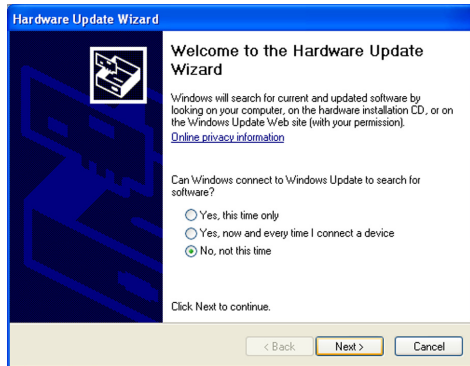 Hardware Update Wizard
Welcome to the Hardware Update
Wizard
Windows will search for current and updated software by
looking on your computer, on the hardware installation CD, or on
the Windows Update Web site (with your permission).
Online privacy information
Can Windows connect to Windows Update to search for
software?
Yes, this time only
Yes, now and every time I connect a device
No, not this time
Click Next to continue.
< Back Next > Cancel